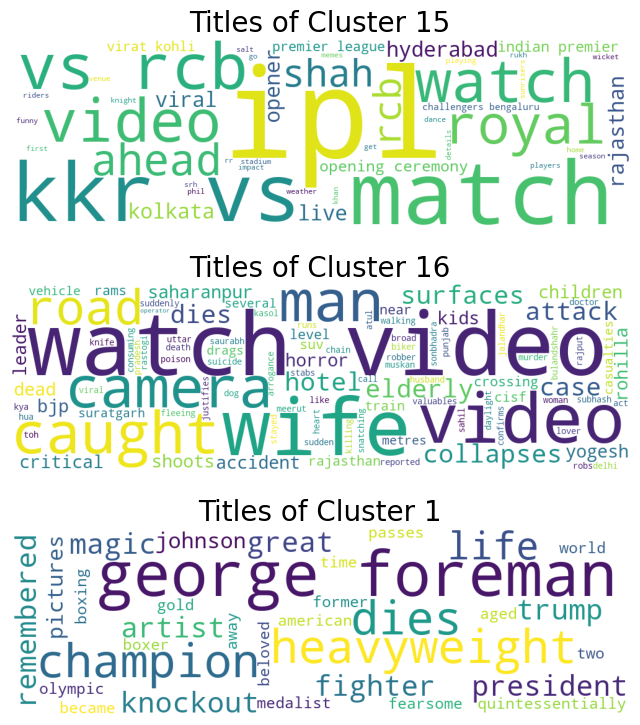 Titles of Cluster 15
virat kohli
salt
go
premier league
hyderabad
indian premier
vs rcb
opener
memes
shah
rukh
wicket
playing
sunrisers
watch
venue
ipl
riders
knight
viral
rcb
challengers bengaluru
rajasthan
funny
video
dance
royal
first
ahead
rr
stadium
impact
get
details
home
opening ceremony
players
season
kkr vs
srh
phil
weather
khan
match
kolkata
live
Titles of Cluster 16
vehicle
rams
saharanpur
man
surfaces
children
road
suddenly
operator
kasol
several
dies
atul
near
walking
kids
attack
doctor
leader
watch video
knife
uttar
death
poison
consuming
pradesh
rastogi
saurabh
drags
suicide
arrogance
runs
level
suv
chain
horror
stabs
broad
biker
robber
muskan
sonbhadra
punjab
jalandhar
murder
bulandshahr
rajput
casualties
rohilla
dead
viral
camera
dog
hotel
call
like
elderly
husband
crossing
cisf
case
woman
subhash
act
kya
hua
bjp
suratgarh
fleeing
justifies
wife
train
valuables
sahil
daylight
confirms
lover
toh
caught
stayed
meerut
heart
sudden
killing
snatching
metres
video
collapses
yogesh
critical
shoots
accident
rajasthan
reported
robs
delhi
Titles of Cluster 1
remembered
pictures
magic
johnson
great
passes
life
world
boxing
george foreman
time
gold
former
artist
american
dies
aged
trump
boxer
away
beloved
heavyweight
two
champion
olympic
fighter
president
became
knockout
medalist
fearsome
quintessentially